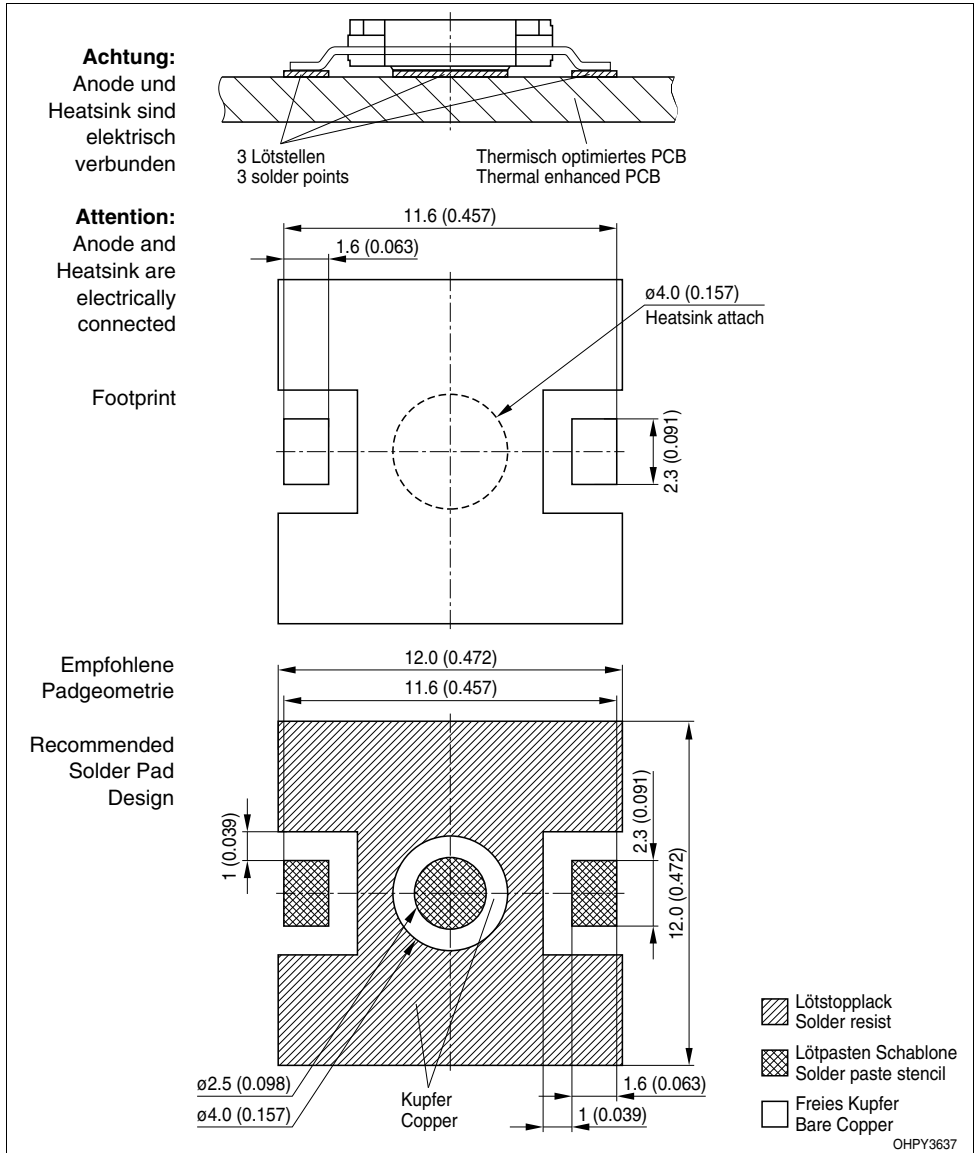 Achtung:
Anode und
Heatsink sind
elektrisch
verbunden
3 Lötstellen
3 solder points
Thermisch optimiertes PCB
Thermal enhanced PCB
Attention:
Anode and
Heatsink are
electrically
connected
Footprint
11.6 (0.457)
1.6 (0.063)
ø4.0 (0.157)
Heatsink attach
2.3 (0.091)
Empfohlene
Padgeometrie
Recommended
Solder Pad
Design
12.0 (0.472)
11.6 (0.457)
1 (0.039)
2.3 (0.091)
12.0 (0.472)
ø2.5 (0.098)
ø4.0 (0.157)
Kupfer
Copper
1.6 (0.063)
1 (0.039)
Lötstopplack
Solder resist
Lötpasten Schablone
Solder paste stencil
Freies Kupfer
Bare Copper
OHPY3637